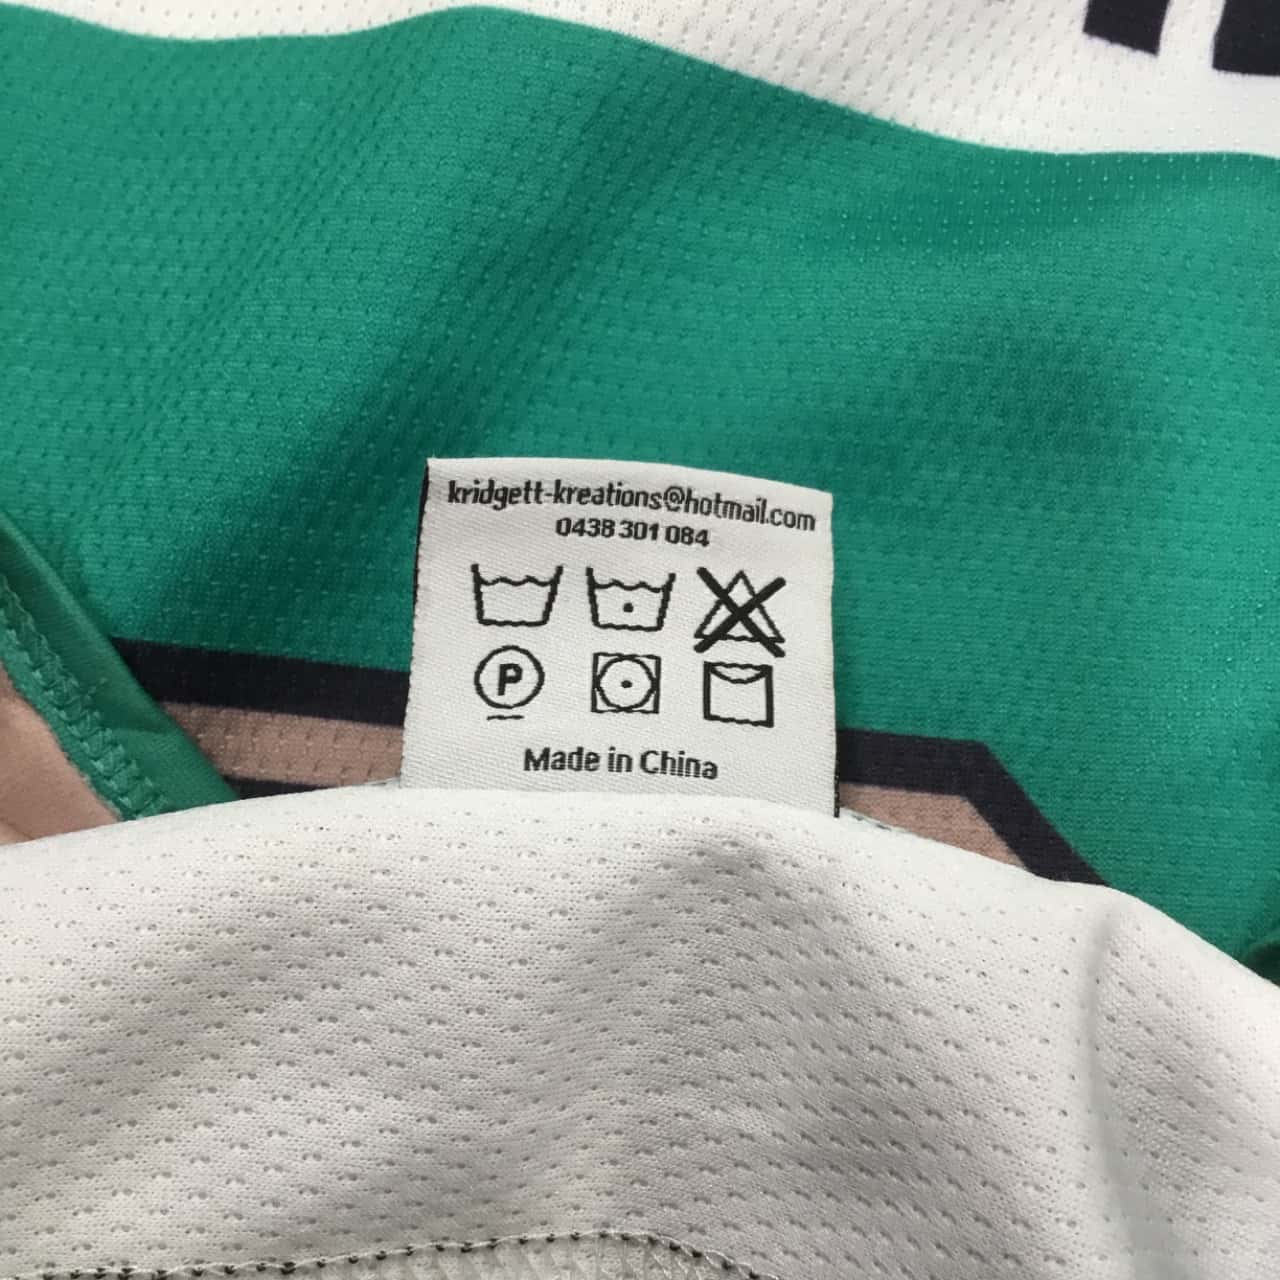 kridgett-kreations@hotmail.com
0438 301 084
P
Made in China